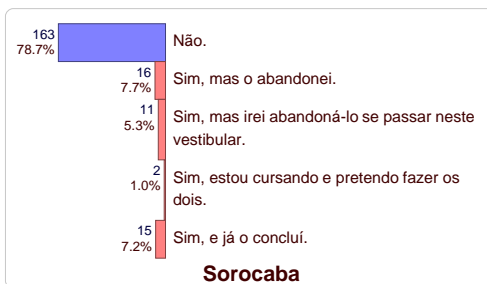 163
78.7%
Não.
16
7.7%
Sim, mas o abandonei.
11
5.3%
Sim, mas irei abandoná-lo se passar neste
vestibular.
2
1.0%
Sim, estou cursando e pretendo fazer os
dois.
15
7.2%
Sim, e já o concluí.
Sorocaba